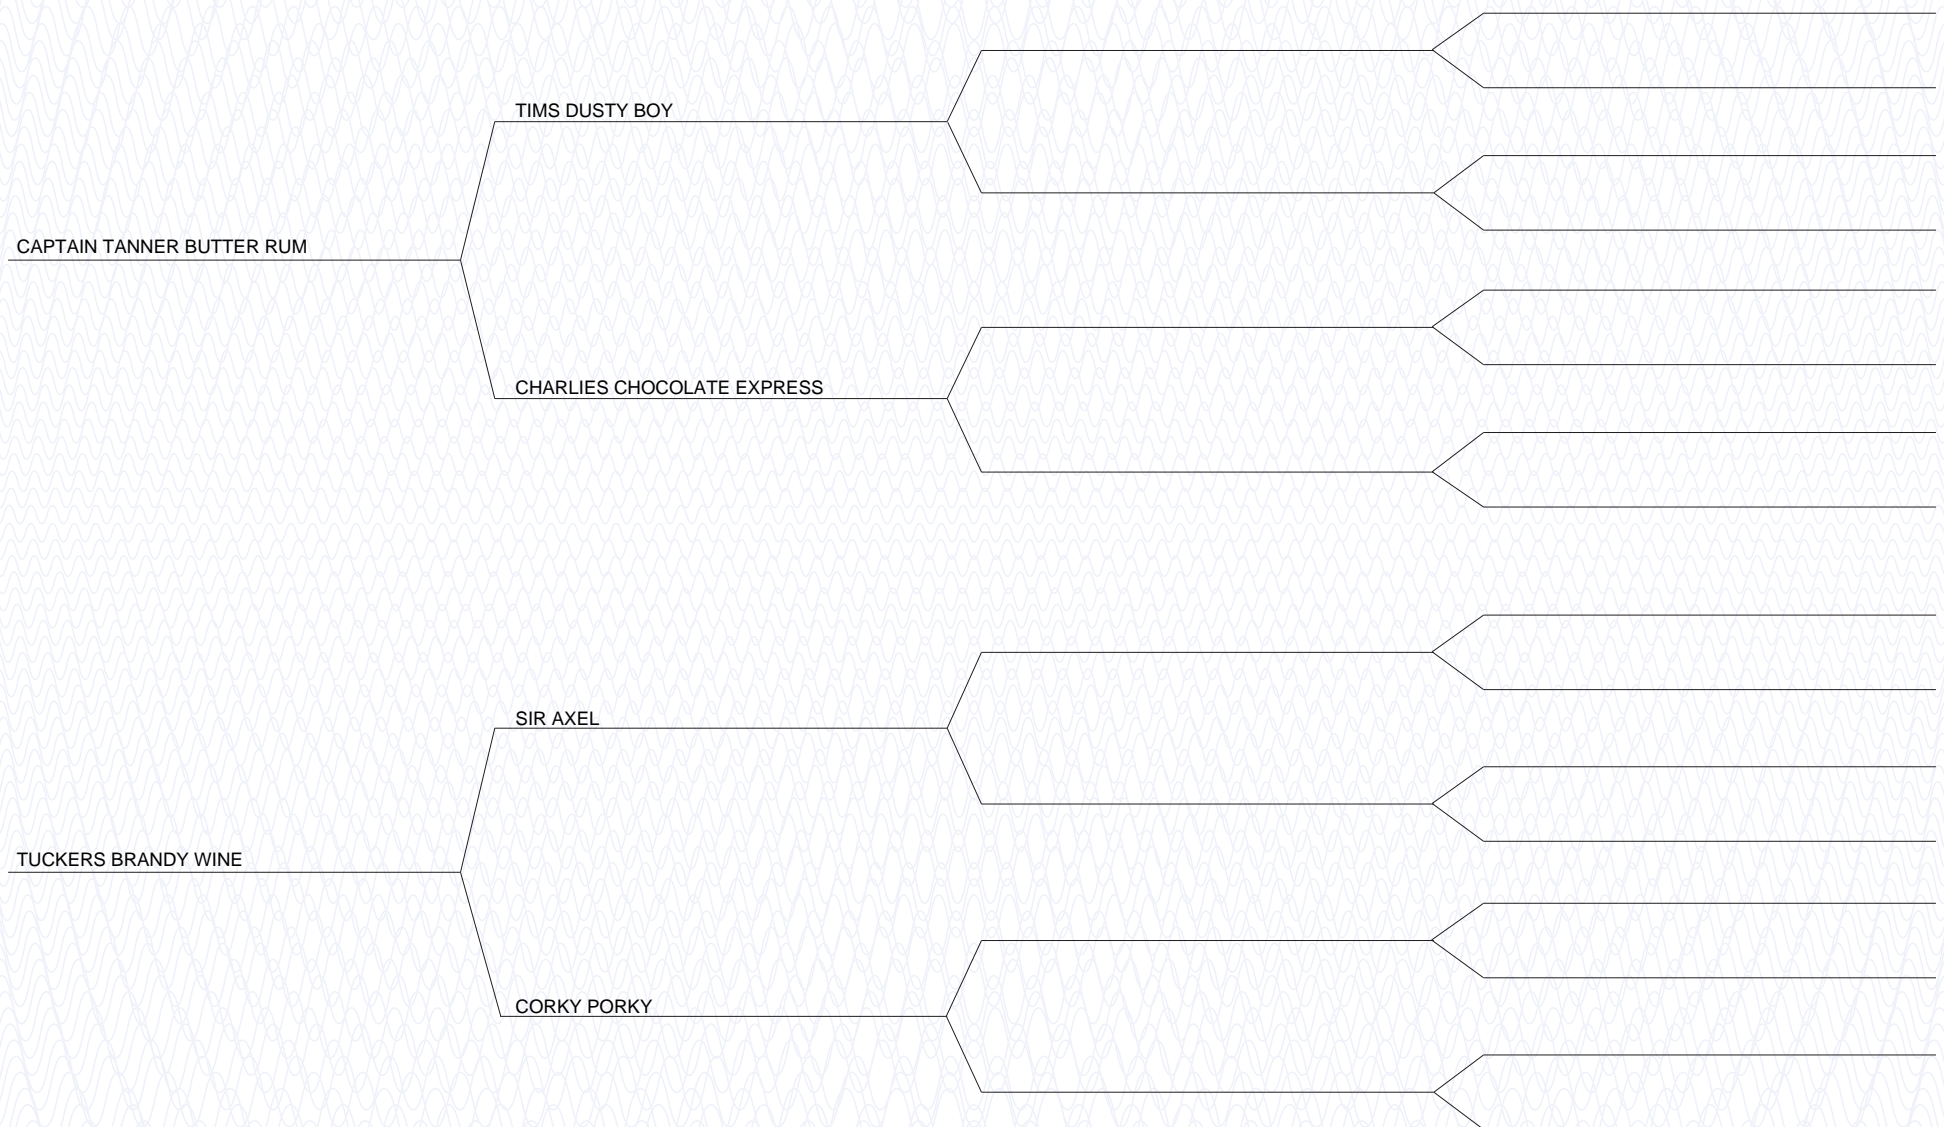 TIMS DUSTY BOY
CAPTAIN TANNER BUTTER RUM
CHARLIES CHOCOLATE EXPRESS
SIR AXEL
TUCKERS BRANDY WINE
CORKY PORKY